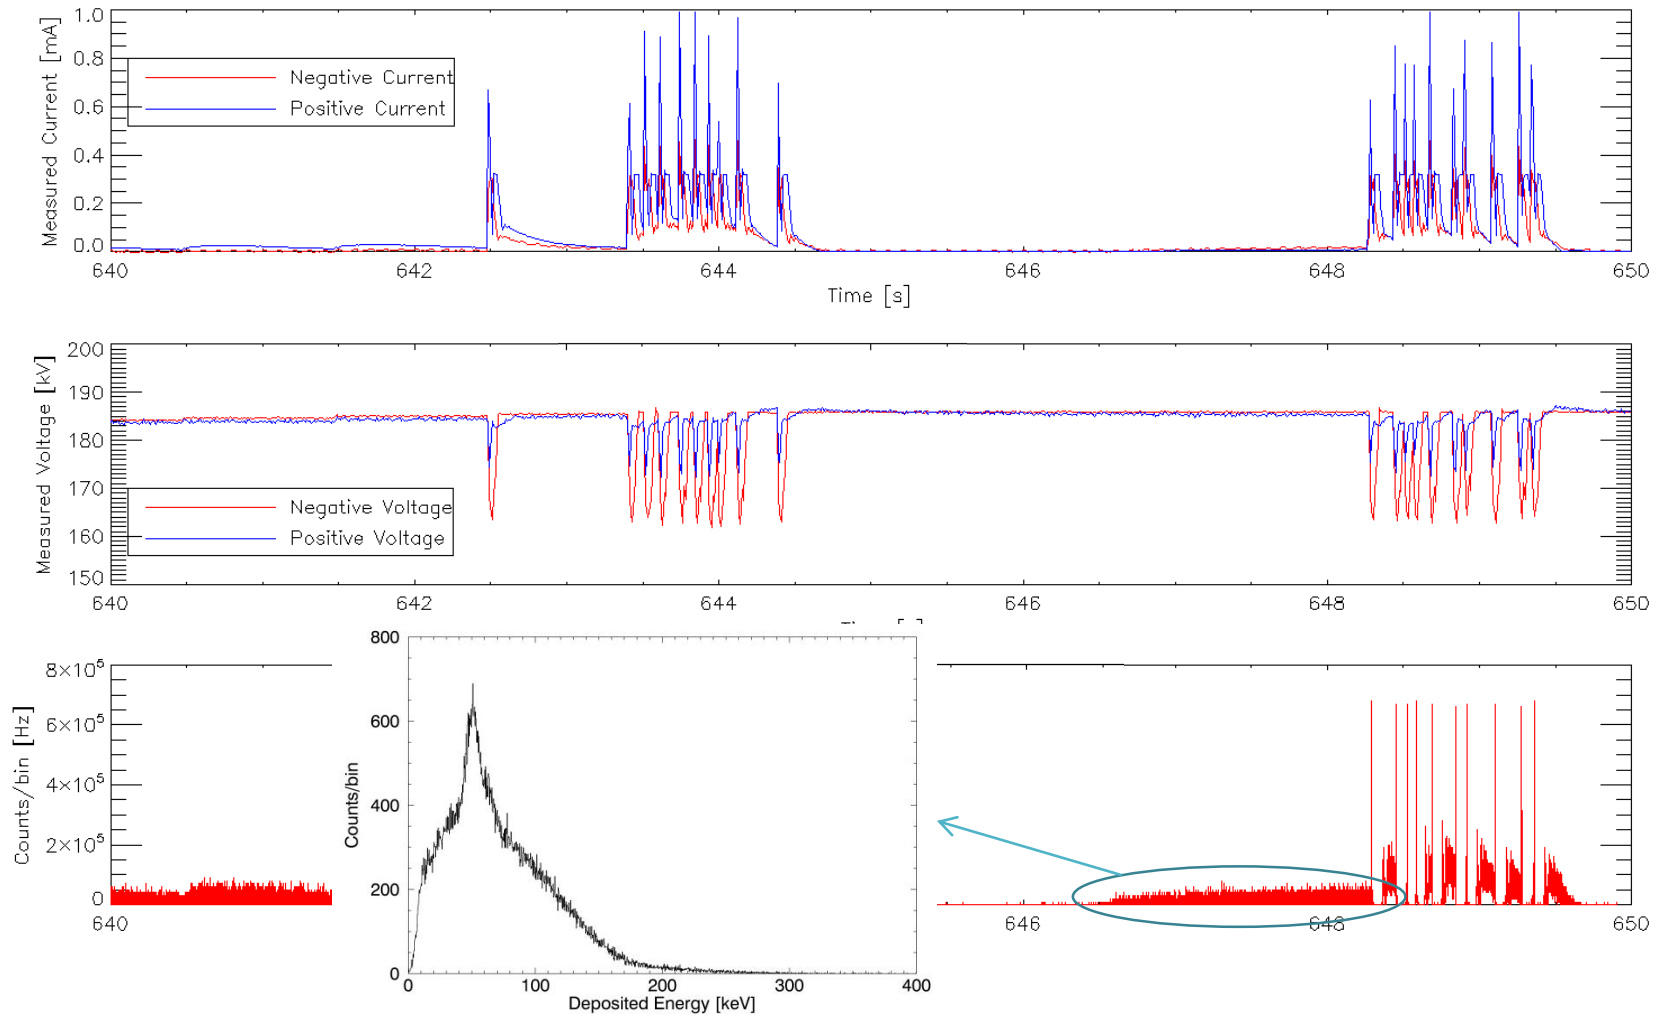 Measured Current [mA]
1.0
0.8
0.6
0.4
0.2
0.0
Negative Current
Positive Current
640 642 644 646 648 650
Time [s]
Measured Voltage [kV]
200
190
180
170
160
150
Negative Voltage
Positive Voltage
640 642 644 646 648 650
Counts/bin [Hz]
8×10⁵
6×10⁵
4×10⁵
2×10⁵
0
640 646 648 650
Counts/bin
800
600
400
200
0
0 100 200 300 400
Deposited Energy [keV]